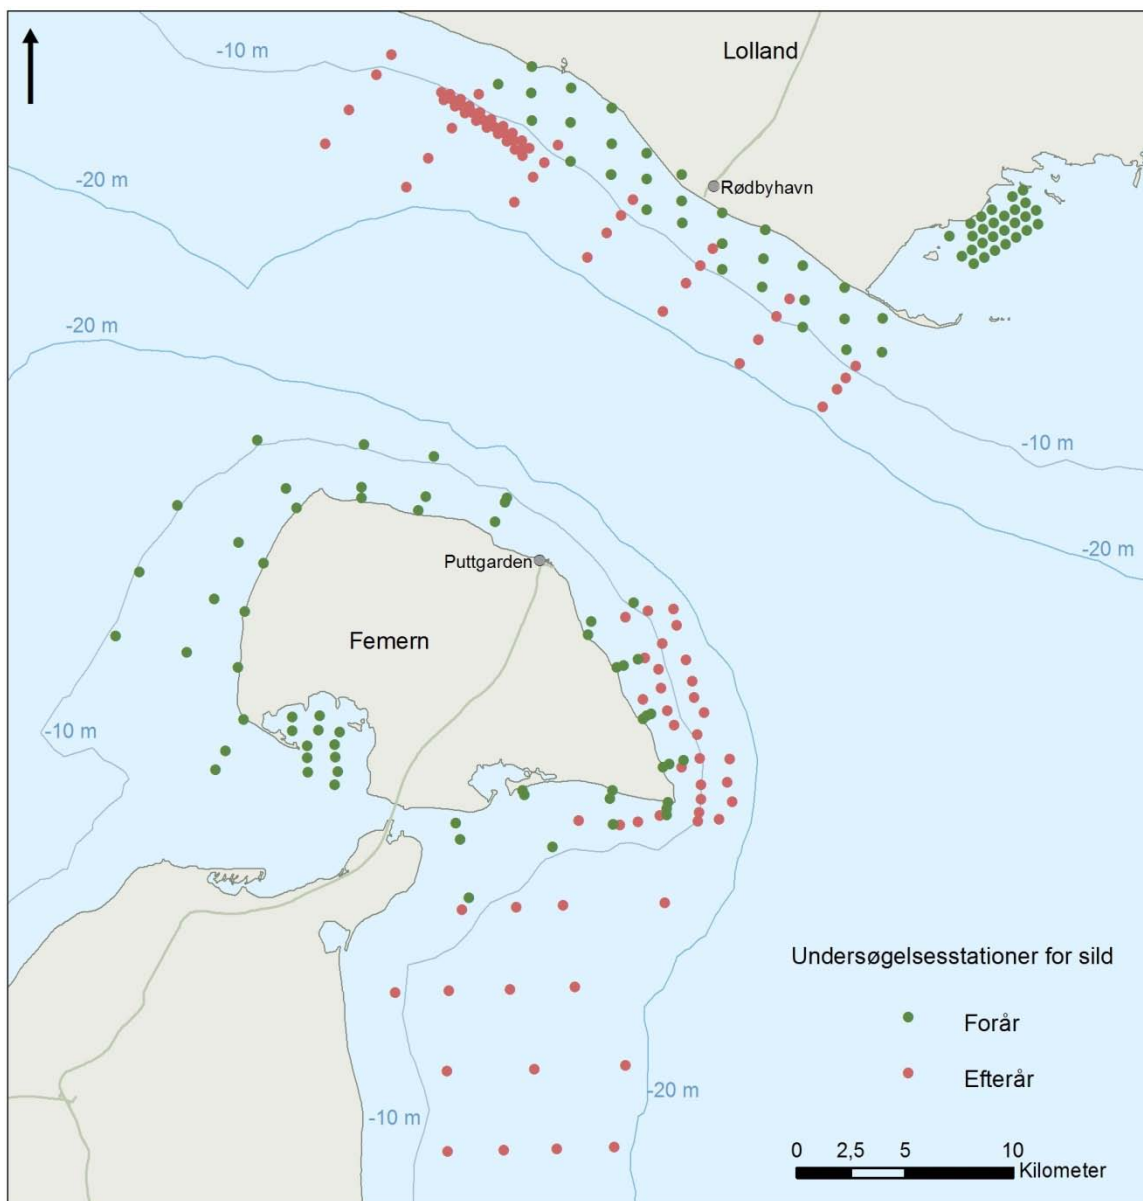 Lolland
-10 m
-20 m
Rødbyhavn
-20 m
-10 m
-20 m
Puttgarden
Femern
-10 m
Undersøgelsesstationer for sild
Forår
Efterår
-20 m
-10 m
0 2,5 5 10
Kilometer